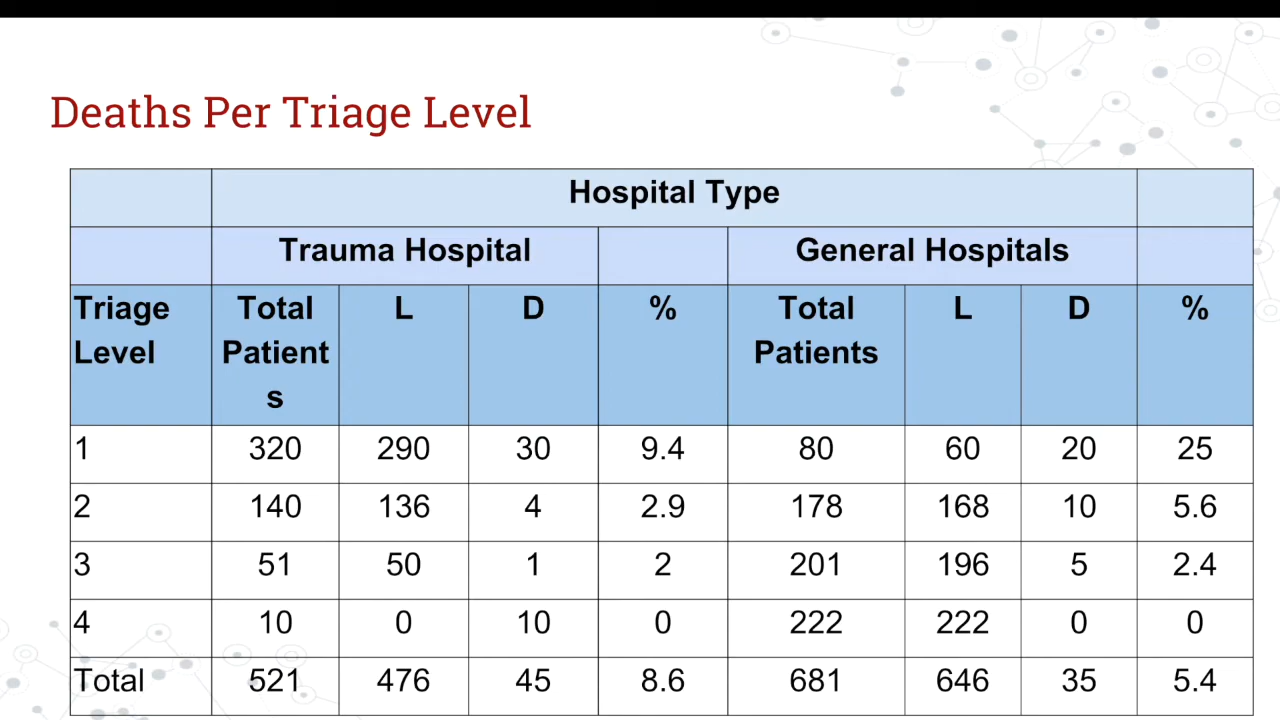 Deaths Per Triage Level
Hospital Type
Trauma Hospital General Hospitals
Triage Level Total Patients L D % Total Patients L D %
1 320 290 30 9.4 80 60 20 25
2 140 136 4 2.9 178 168 10 5.6
3 51 50 1 2 201 196 5 2.4
4 10 0 10 0 222 222 0 0
Total 521 476 45 8.6 681 646 35 5.4